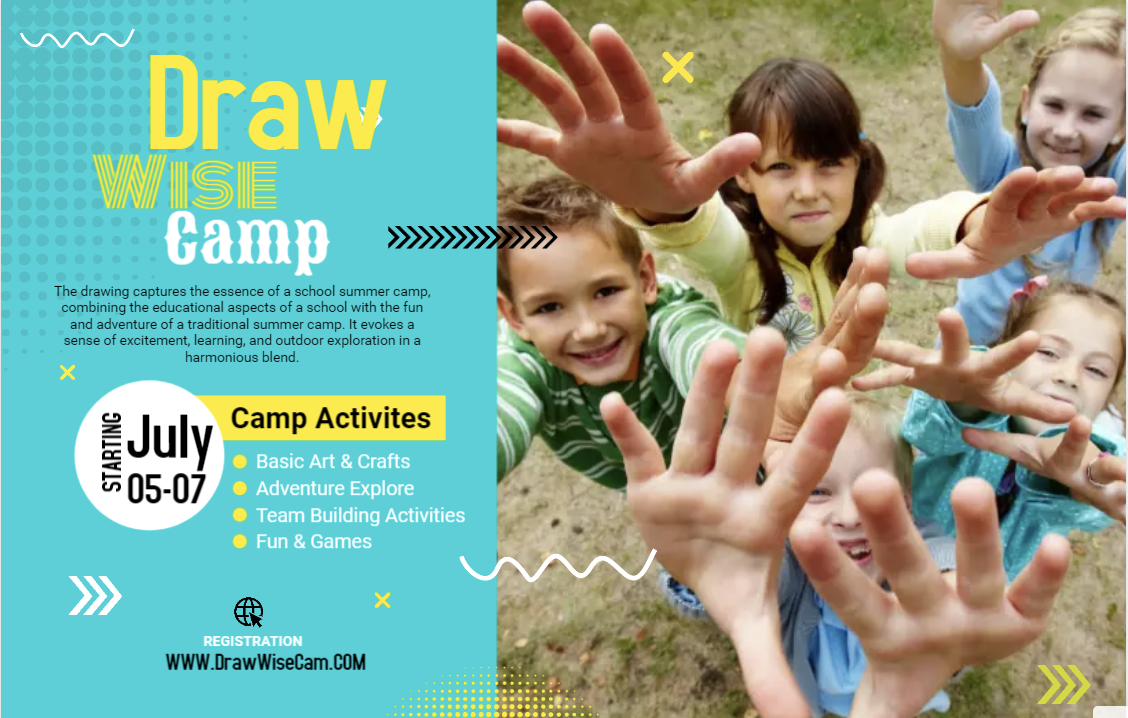 Draw
WISE
Camp
The drawing captures the essence of a school summer camp,
combining the educational aspects of a school with the fun
and adventure of a traditional summer camp. It evokes a
sense of excitement, learning, and outdoor exploration in a
harmonious blend.
STARTING
July
05-07
Camp Activites
Basic Art & Crafts
Adventure Explore
Team Building Activities
Fun & Games
REGISTRATION
WWW.DrawWiseCam.COM